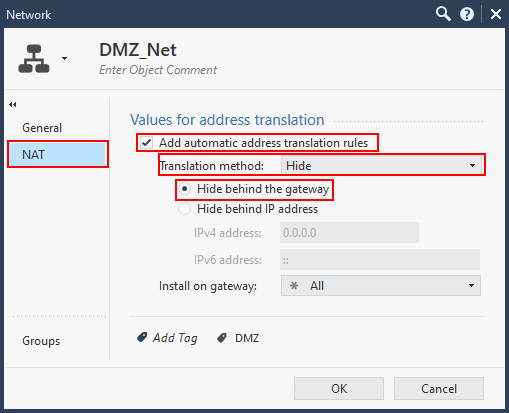 Network
DMZ_Net
Enter Object Comment
General
NAT
Groups
Values for address translation
Add automatic address translation rules
Translation method: Hide
Hide behind the gateway
Hide behind IP address
IPv4 address: 0.0.0.0
IPv6 address: ::
Install on gateway: * All
Add Tag DMZ
OK Cancel